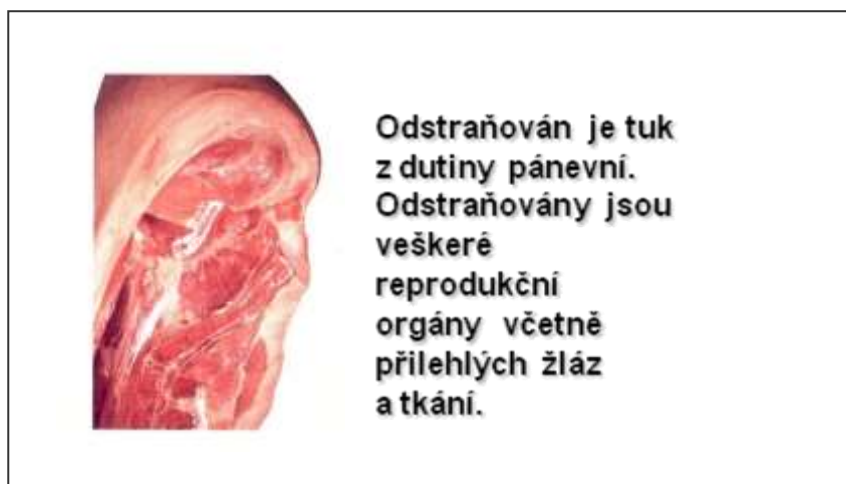 Odstraňován je tuk
z dutiny pánevní.
Odstraňovány jsou
veškeré
reprodukční
orgány včetně
přilehlých žláz
a tkání.